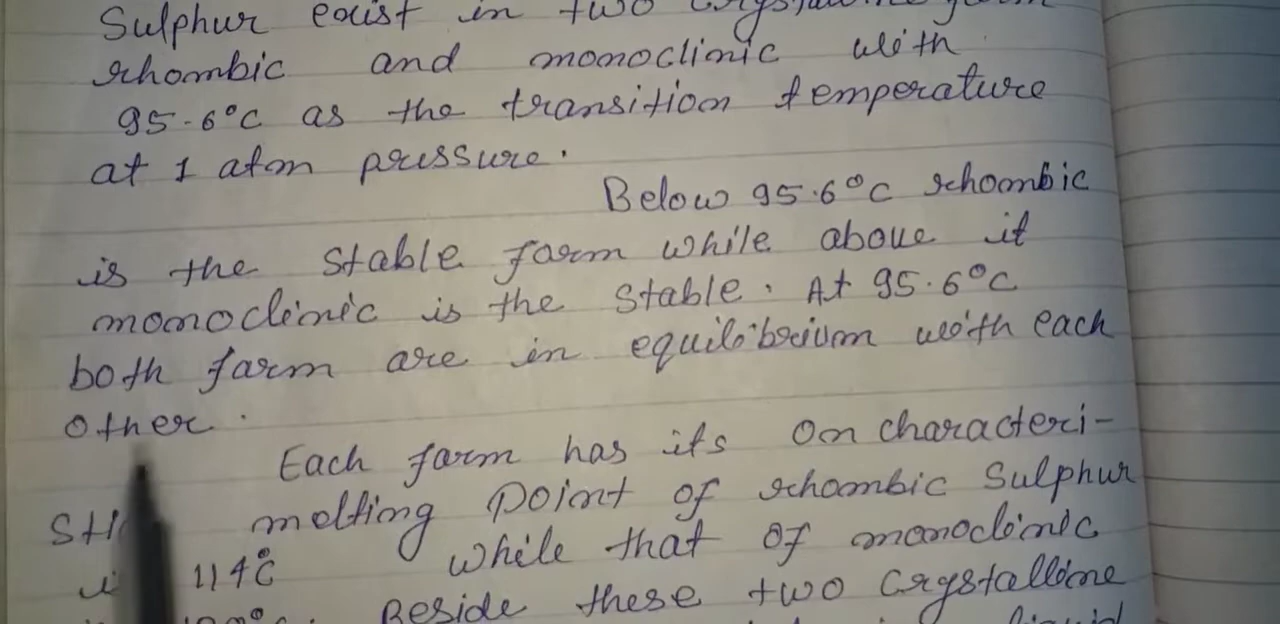 Sulphur exist in two
rhombic and monoclinic with
95.6°C as the transition temperature
at 1 atm pressure.
Below 95.6°C rhombic
is the stable form while above it
monoclinic is the stable. At 95.6°C
both form are in equilibrium with each
other.
Each form has its on characteri-
melting point of rhombic Sulphur
114°C while that of monoclinic
Beside these two crystalline